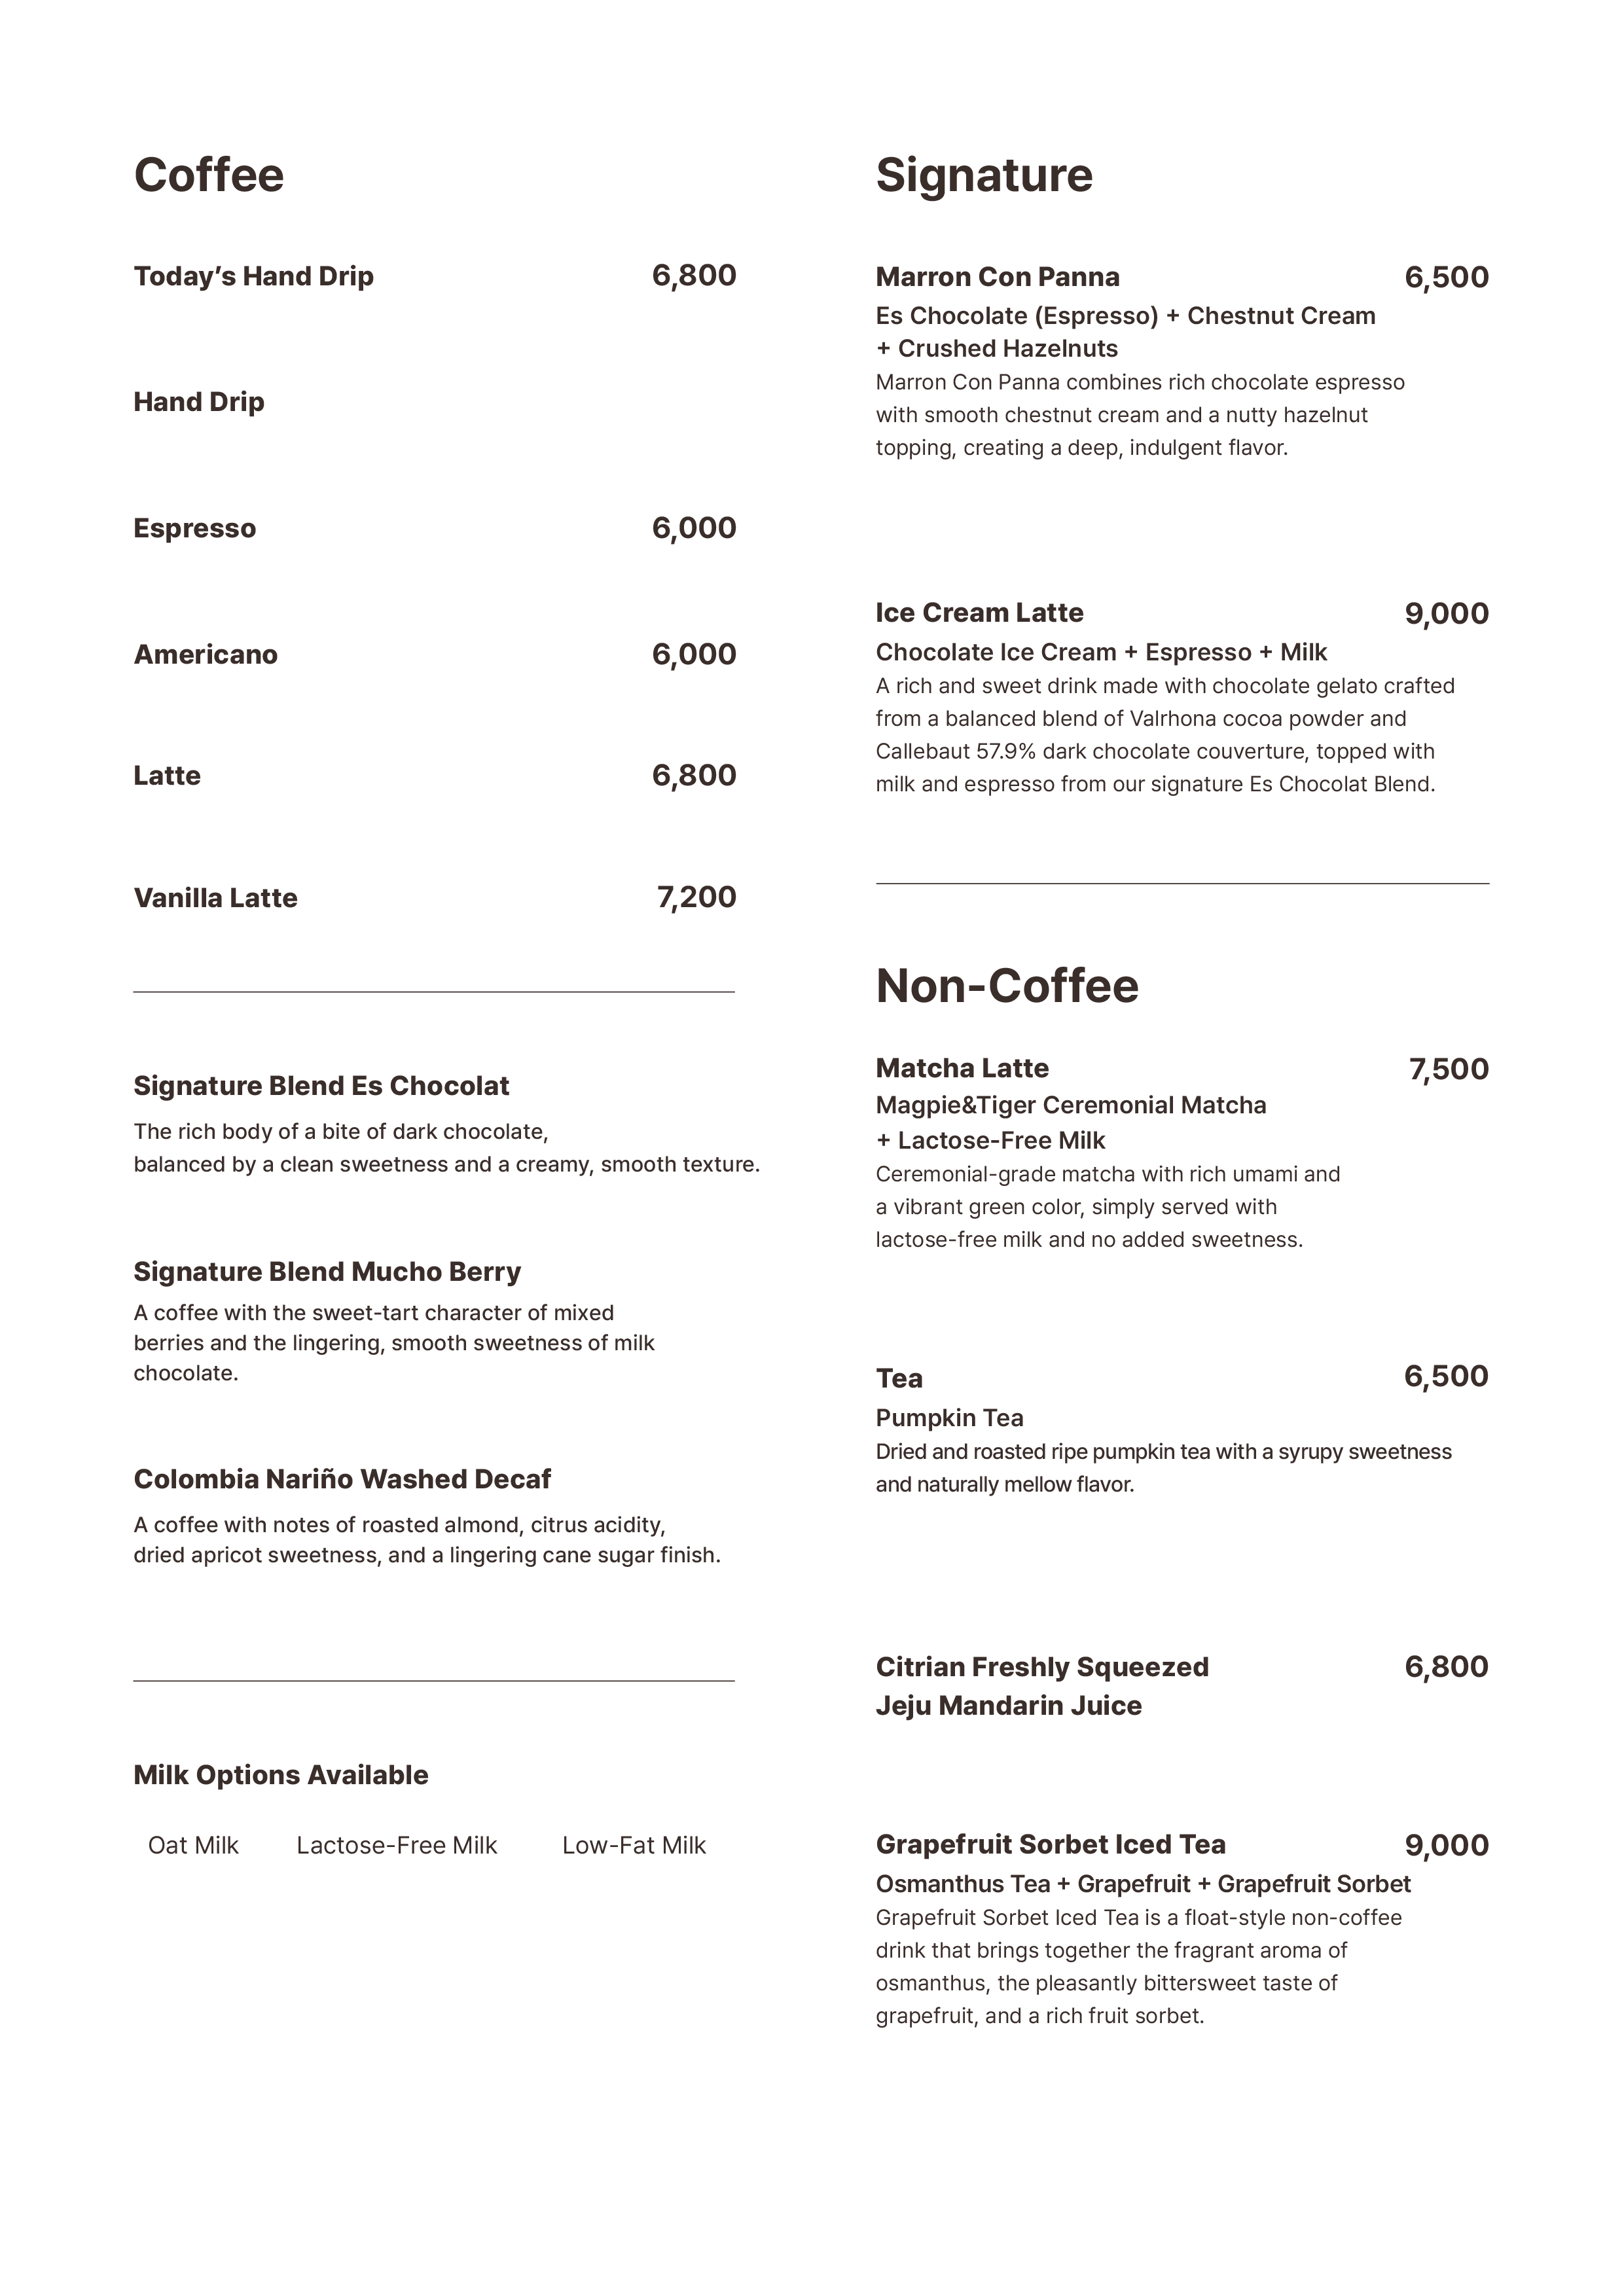 Coffee
Today’s Hand Drip 6,800
Hand Drip
Espresso 6,000
Americano 6,000
Latte 6,800
Vanilla Latte 7,200
Signature Blend Es Chocolat
The rich body of a bite of dark chocolate,
balanced by a clean sweetness and a creamy, smooth texture.
Signature Blend Mucho Berry
A coffee with the sweet-tart character of mixed
berries and the lingering, smooth sweetness of milk
chocolate.
Colombia Nariño Washed Decaf
A coffee with notes of roasted almond, citrus acidity,
dried apricot sweetness, and a lingering cane sugar finish.
Milk Options Available
Oat Milk Lactose-Free Milk Low-Fat Milk
Signature
Marron Con Panna 6,500
Es Chocolate (Espresso) + Chestnut Cream
+ Crushed Hazelnuts
Marron Con Panna combines rich chocolate espresso
with smooth chestnut cream and a nutty hazelnut
topping, creating a deep, indulgent flavor.
Ice Cream Latte 9,000
Chocolate Ice Cream + Espresso + Milk
A rich and sweet drink made with chocolate gelato crafted
from a balanced blend of Valrhona cocoa powder and
Callebaut 57.9% dark chocolate couverture, topped with
milk and espresso from our signature Es Chocolat Blend.
Non-Coffee
Matcha Latte 7,500
Magpie&Tiger Ceremonial Matcha
+ Lactose-Free Milk
Ceremonial-grade matcha with rich umami and
a vibrant green color, simply served with
lactose-free milk and no added sweetness.
Tea 6,500
Pumpkin Tea
Dried and roasted ripe pumpkin tea with a syrupy sweetness
and naturally mellow flavor.
Citrian Freshly Squeezed 6,800
Jeju Mandarin Juice
Grapefruit Sorbet Iced Tea 9,000
Osmanthus Tea + Grapefruit + Grapefruit Sorbet
Grapefruit Sorbet Iced Tea is a float-style non-coffee
drink that brings together the fragrant aroma of
osmanthus, the pleasantly bittersweet taste of
grapefruit, and a rich fruit sorbet.